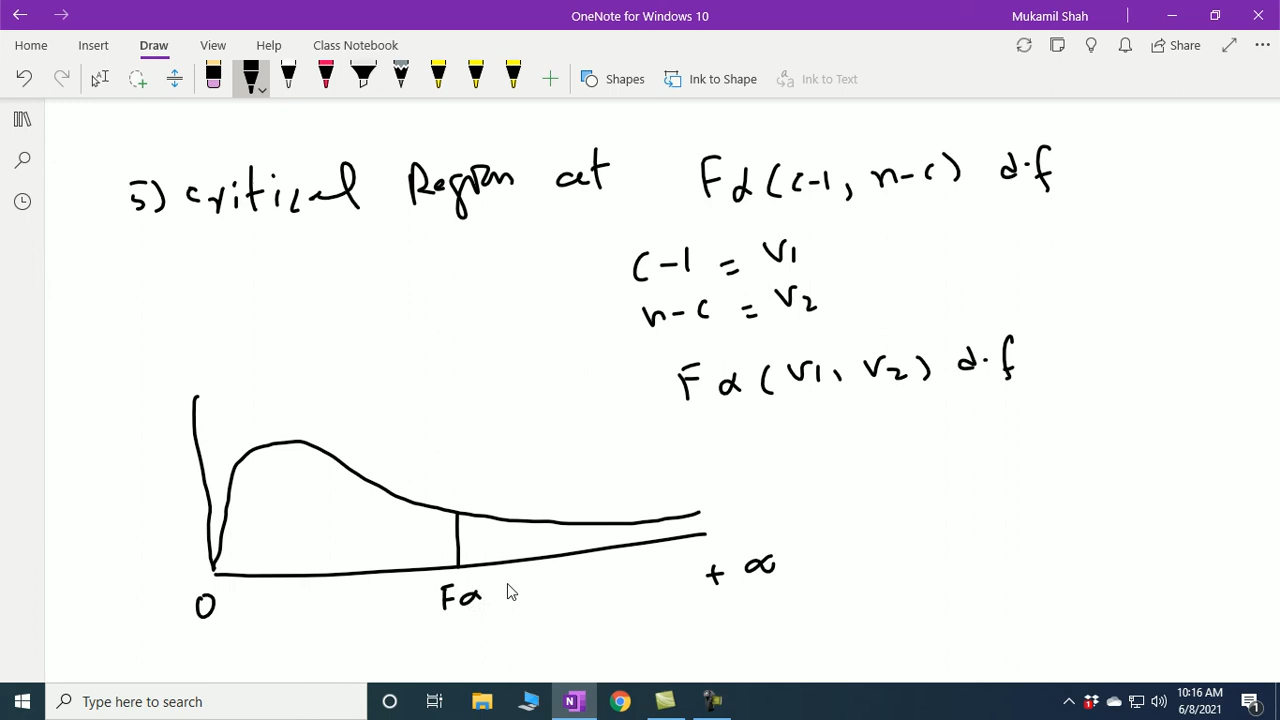 OneNote for Windows 10
Mukamil Shah
Home Insert Draw View Help Class Notebook
Share
Shapes Ink to Shape Ink to Text
5) Critical Region at Fα (c-1, n-c) d.f
c-1 = v1
n-c = v2
Fα (v1, v2) d.f
0 Fα + ∝
Type here to search
10:16 AM
6/8/2021